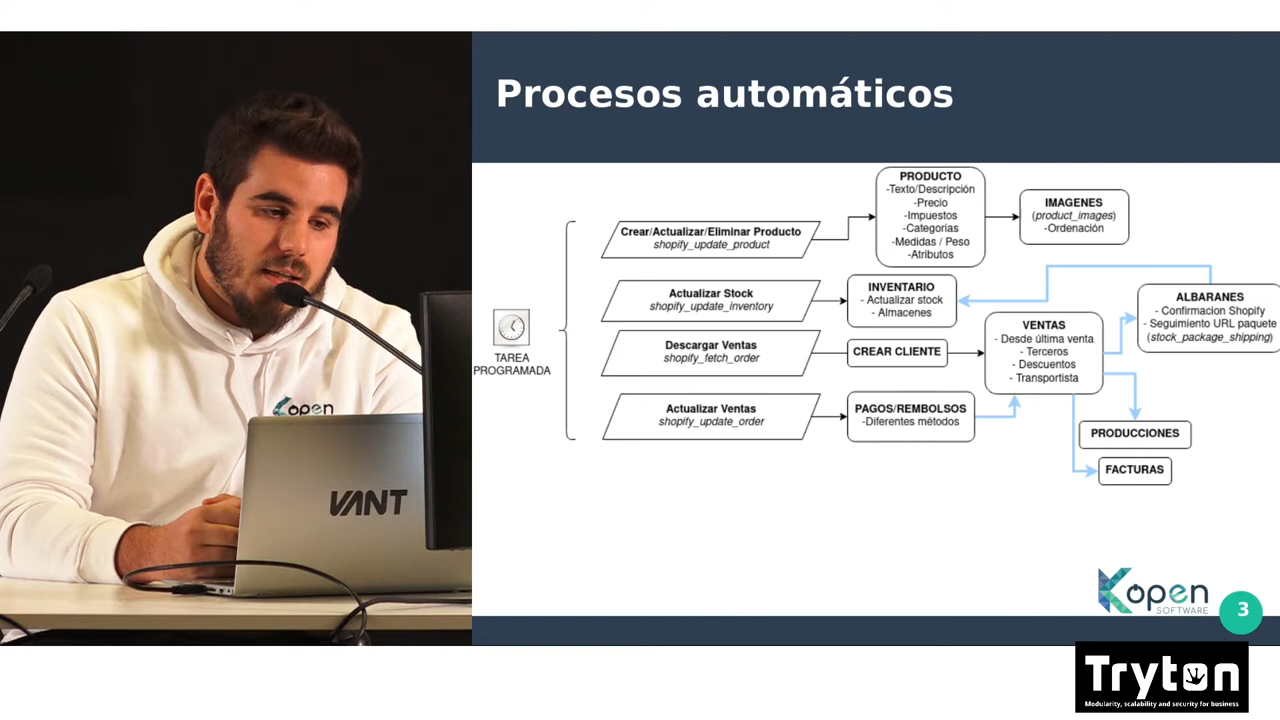 Procesos automáticos
TAREA
PROGRAMADA
Crear/Actualizar/Eliminar Producto
shopify_update_product
Actualizar Stock
shopify_update_inventory
Descargar Ventas
shopify_fetch_order
Actualizar Ventas
shopify_update_order
PRODUCTO
-Texto/Descripción
-Precio
-Impuestos
-Categorias
-Medidas / Peso
-Atributos
IMAGENES
(product_images)
-Ordenación
INVENTARIO
- Actualizar stock
- Almacenes
CREAR CLIENTE
PAGOS/REMBOLSOS
-Diferentes métodos
VENTAS
- Desde última venta
- Terceros
- Descuentos
- Transportista
ALBARANES
- Confirmacion Shopify
- Seguimiento URL paquete
(stock_package_shipping)
PRODUCCIONES
FACTURAS
Kopen
VANT
Kopen
SOFTWARE
3
Tryton
Modularity, scalability and security for business